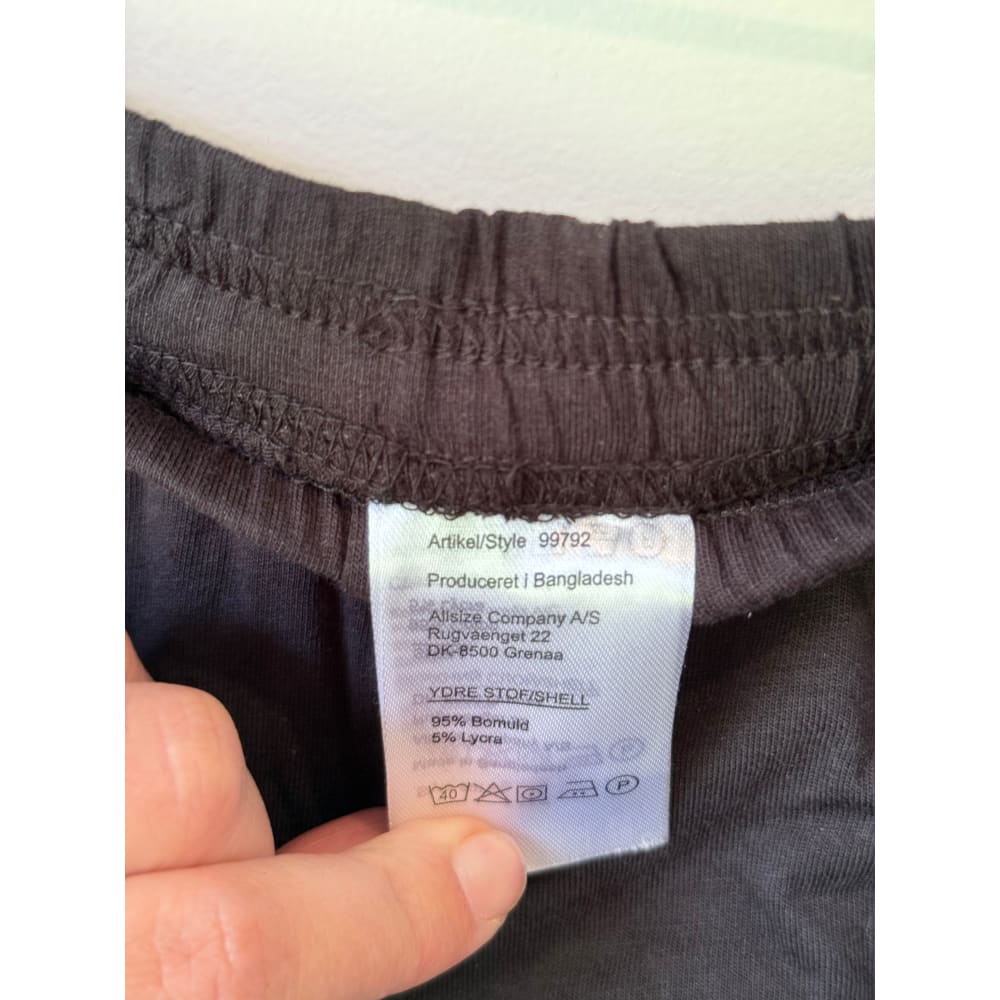 Artikel/Style 99792
Produceret i Bangladesh
Allsize Company A/S
Rugvaenget 22
DK-8500 Grenaa
YDRE STOF/SHELL
95% Bomuld
5% Lycra
40 P